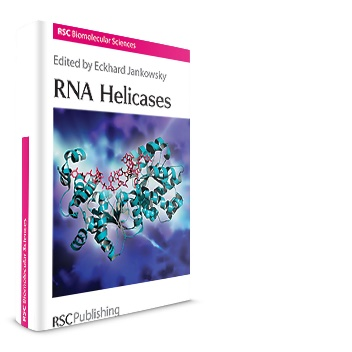 RSC Biomolecular Sciences
Edited by Eckhard Jankowsky
RNA Helicases
RSCPublishing
RSC Biomolecular Sciences